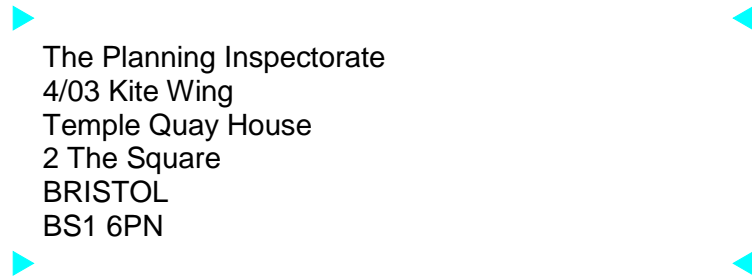 The Planning Inspectorate
4/03 Kite Wing
Temple Quay House
2 The Square
BRISTOL
BS1 6PN